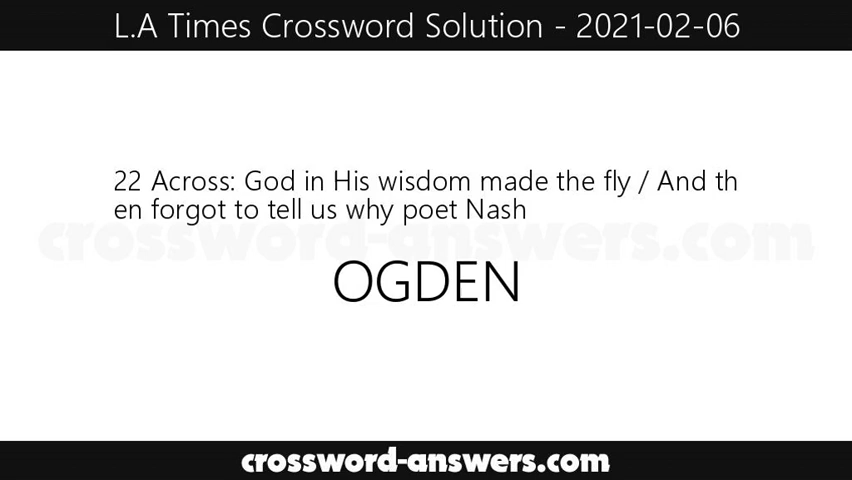 L.A Times Crossword Solution - 2021-02-06
22 Across: God in His wisdom made the fly / And th
en forgot to tell us why poet Nash
crossword-answers.com
OGDEN
crossword-answers.com